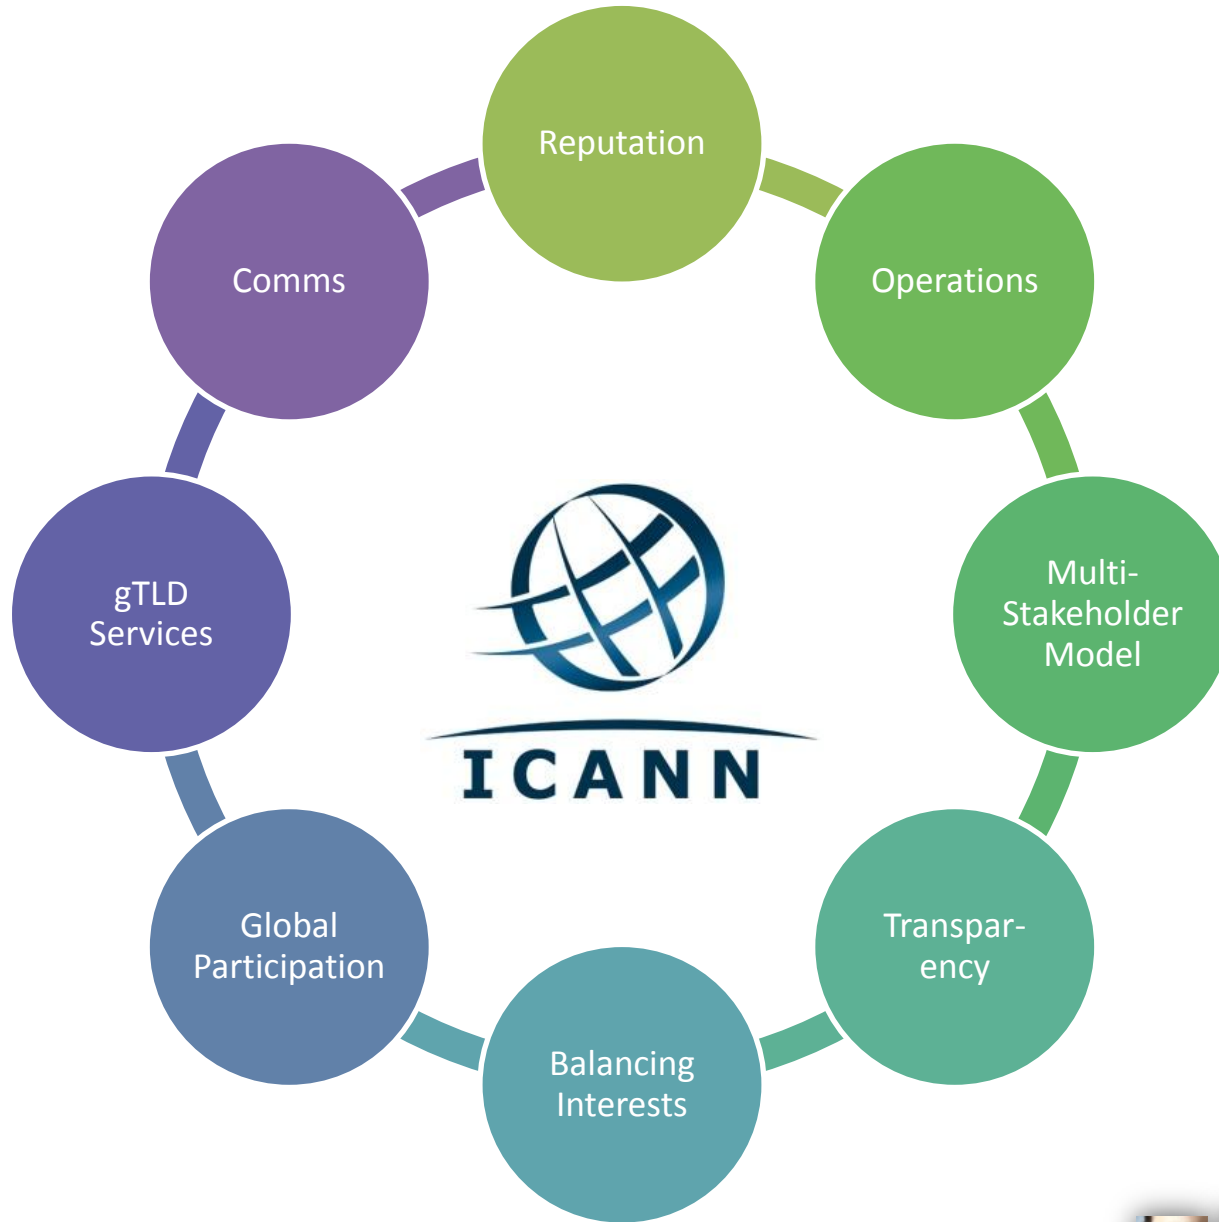 Reputation
Operations
Multi-
Stakeholder
Model
Transpar-
ency
Balancing
Interests
Global
Participation
gTLD
Services
Comms
ICANN